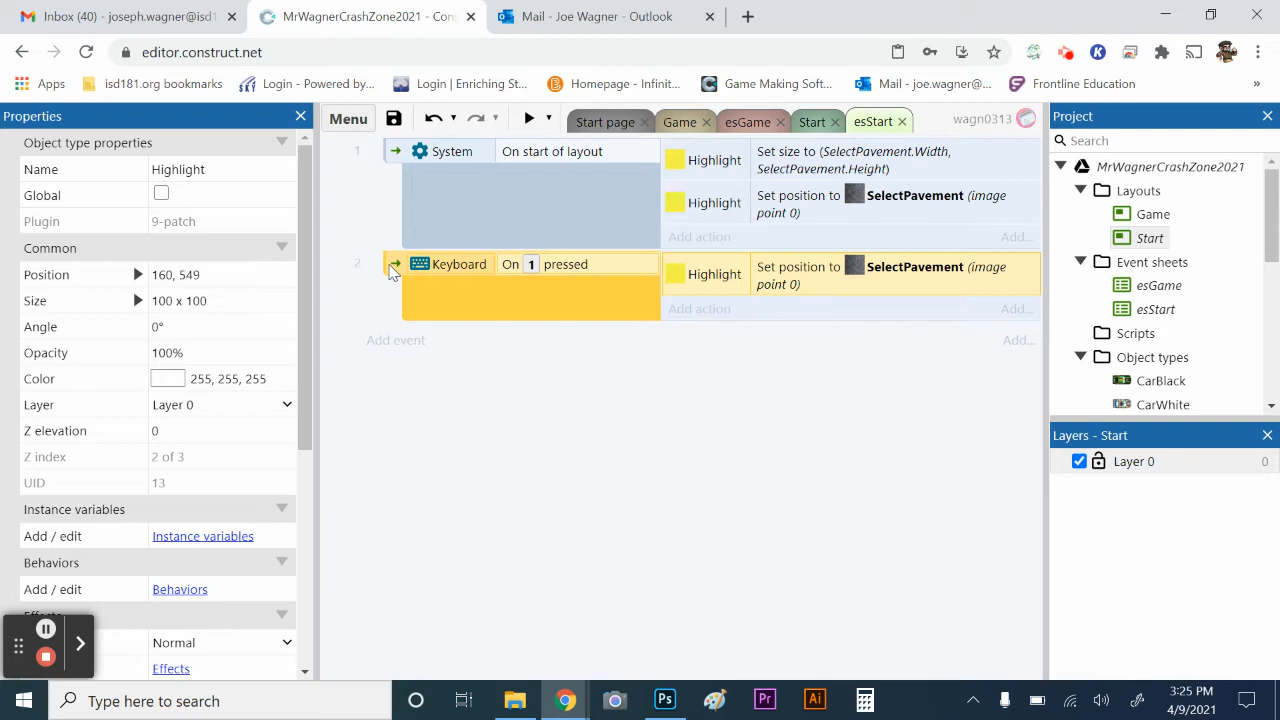 Inbox (40) - joseph.wagner@isd1
MrWagnerCrashZone2021 - Cons
Mail - Joe Wagner - Outlook
editor.construct.net
Apps
isd181.org bookmarks
Login - Powered by...
Login | Enriching St...
Homepage - Infinit...
Game Making Soft...
Mail - joe.wagner@...
Frontline Education
»
Properties
Menu
Start page
Game
esGame
Start
esStart
wagn0313
Project
Object type properties
Name
Highlight
Global
Plugin
9-patch
Common
Position
160, 549
Size
100 x 100
Angle
0°
Opacity
100%
Color
255, 255, 255
Layer
Layer 0
Z elevation
0
Z index
2 of 3
UID
13
Instance variables
Add / edit
Instance variables
Behaviors
Add / edit
Behaviors
Normal
Effects
1
System
On start of layout
Highlight
Set size to (SelectPavement.Width, SelectPavement.Height)
Highlight
Set position to SelectPavement (image point 0)
Add action
Add...
2
Keyboard
On 1 pressed
Highlight
Set position to SelectPavement (image point 0)
Add action
Add...
Add event
Add...
Search
MrWagnerCrashZone2021
Layouts
Game
Start
Event sheets
esGame
esStart
Scripts
Object types
CarBlack
CarWhite
Layers - Start
Layer 0
0
Type here to search
3:25 PM
4/9/2021